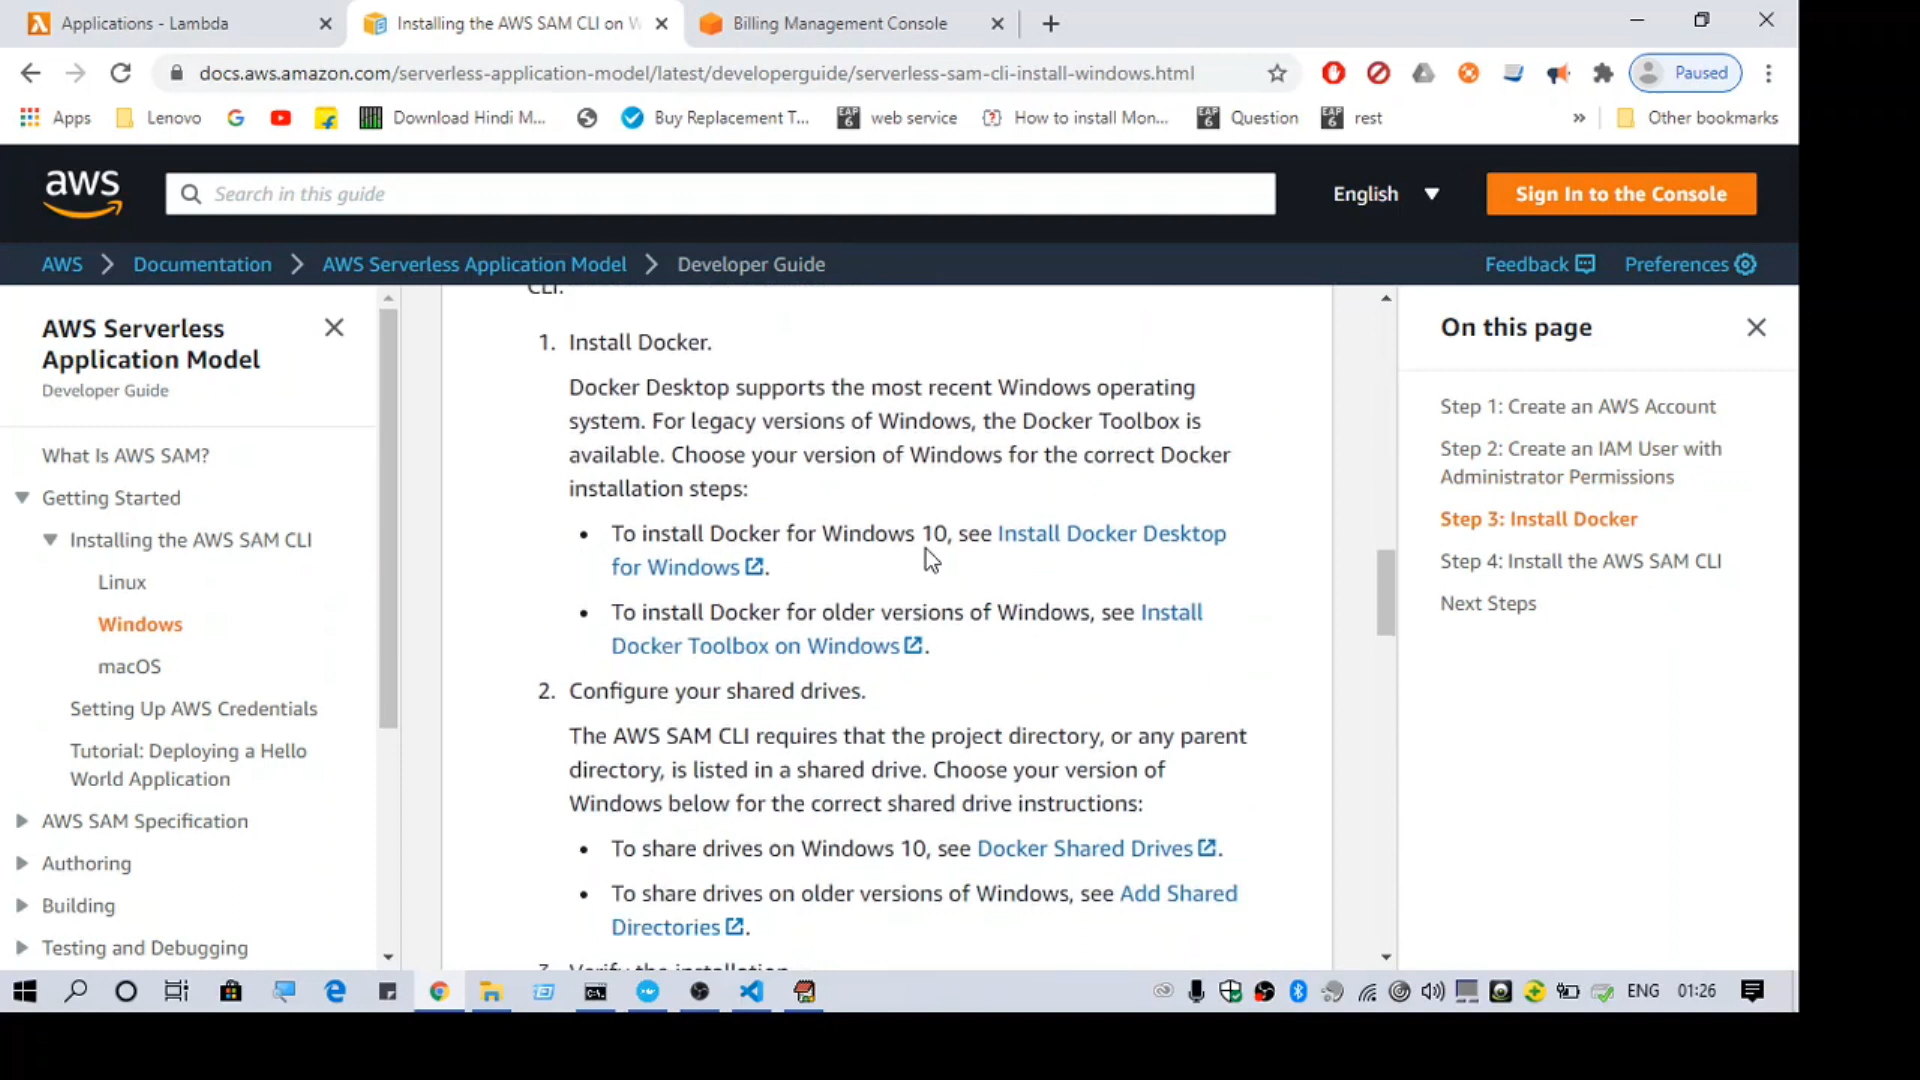 Applications - Lambda
Installing the AWS SAM CLI on W
Billing Management Console
docs.aws.amazon.com/serverless-application-model/latest/developerguide/serverless-sam-cli-install-windows.html
Paused
Apps
Lenovo
Download Hindi M...
Buy Replacement T...
EAP 6
web service
How to install Mon...
EAP 6
Question
EAP 6
rest
»
Other bookmarks
aws
Search in this guide
English
Sign In to the Console
AWS
Documentation
AWS Serverless Application Model
Developer Guide
Feedback
Preferences
AWS Serverless
Application Model
Developer Guide
What Is AWS SAM?
Getting Started
Installing the AWS SAM CLI
Linux
Windows
macOS
Setting Up AWS Credentials
Tutorial: Deploying a Hello
World Application
AWS SAM Specification
Authoring
Building
Testing and Debugging
CLI.
1. Install Docker.
Docker Desktop supports the most recent Windows operating
system. For legacy versions of Windows, the Docker Toolbox is
available. Choose your version of Windows for the correct Docker
installation steps:
• To install Docker for Windows 10, see Install Docker Desktop
for Windows.
• To install Docker for older versions of Windows, see Install
Docker Toolbox on Windows.
2. Configure your shared drives.
The AWS SAM CLI requires that the project directory, or any parent
directory, is listed in a shared drive. Choose your version of
Windows below for the correct shared drive instructions:
• To share drives on Windows 10, see Docker Shared Drives.
• To share drives on older versions of Windows, see Add Shared
Directories.
3. Verify the installation.
On this page
Step 1: Create an AWS Account
Step 2: Create an IAM User with
Administrator Permissions
Step 3: Install Docker
Step 4: Install the AWS SAM CLI
Next Steps
ENG
01:26